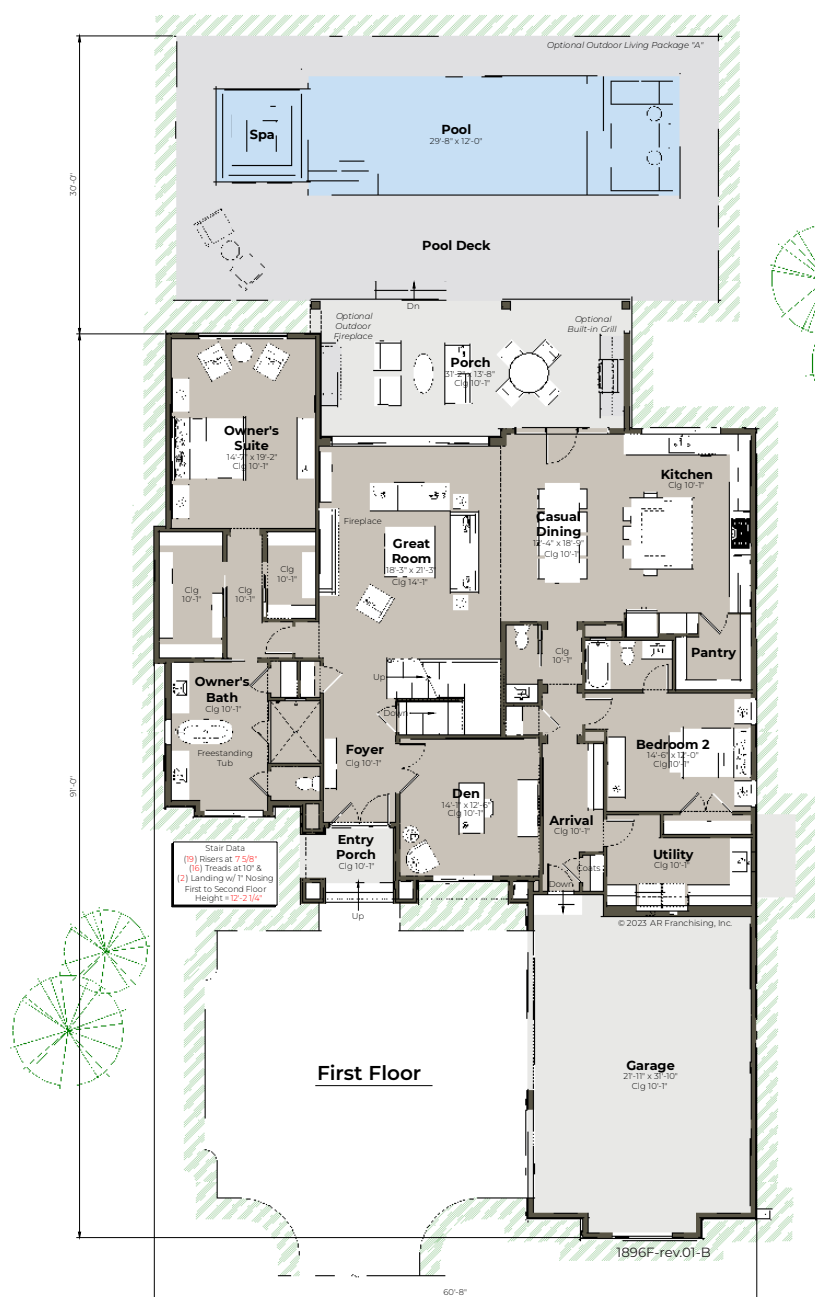 Optional Outdoor Living Package "A"
Spa
Pool
29'-8" x 12'-0"
30'-0"
Pool Deck
Dn
Optional
Outdoor
Fireplace
Optional
Built-in Grill
Porch
31'-2" x 13'-8"
Clg 10'-1"
Owner's
Suite
14'-7" x 19'-2"
Clg 10'-1"
Kitchen
Clg 10'-1"
Fireplace
Great
Room
18'-3" x 21'-3"
Clg 14'-1"
Casual
Dining
Clg 10'-1"
Clg
10'-1"
Clg
10'-1"
Clg
10'-1"
Clg
10'-1"
Pantry
Up
Down
Owner's
Bath
Clg 10'-1"
Freestanding
Tub
Foyer
Clg 10'-1"
Bedroom 2
14'-6" x 12'-0"
Clg 10'-1"
91'-0"
Den
14'-1" x 12'-6"
Clg 10'-1"
Arrival
Clg 10'-1"
Entry
Porch
Clg 10'-1"
Utility
Clg 10'-1"
Coats
Down
Up
Stair Data
(19) Risers at 7 5/8"
(16) Treads at 10" &
(2) Landing w/ 1" Nosing
First to Second Floor
Height = 12'-2 1/4"
© 2023 AR Franchising, Inc.
First Floor
Garage
21'-11" x 31'-10"
Clg 10'-1"
1896F-rev.01-B
60'-8"